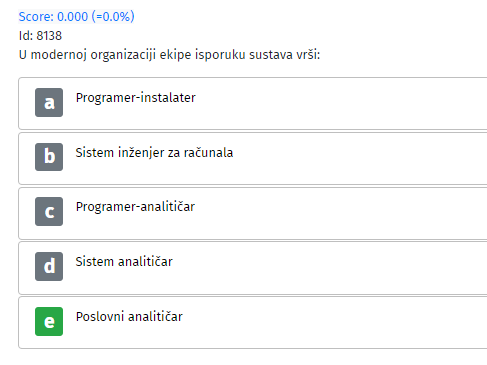 Score: 0.000 (=0.0%)
Id: 8138
U modernoj organizaciji ekipe isporuku sustava vrši:
a Programer-instalater
b Sistem inženjer za računala
c Programer-analitičar
d Sistem analitičar
e Poslovni analitičar